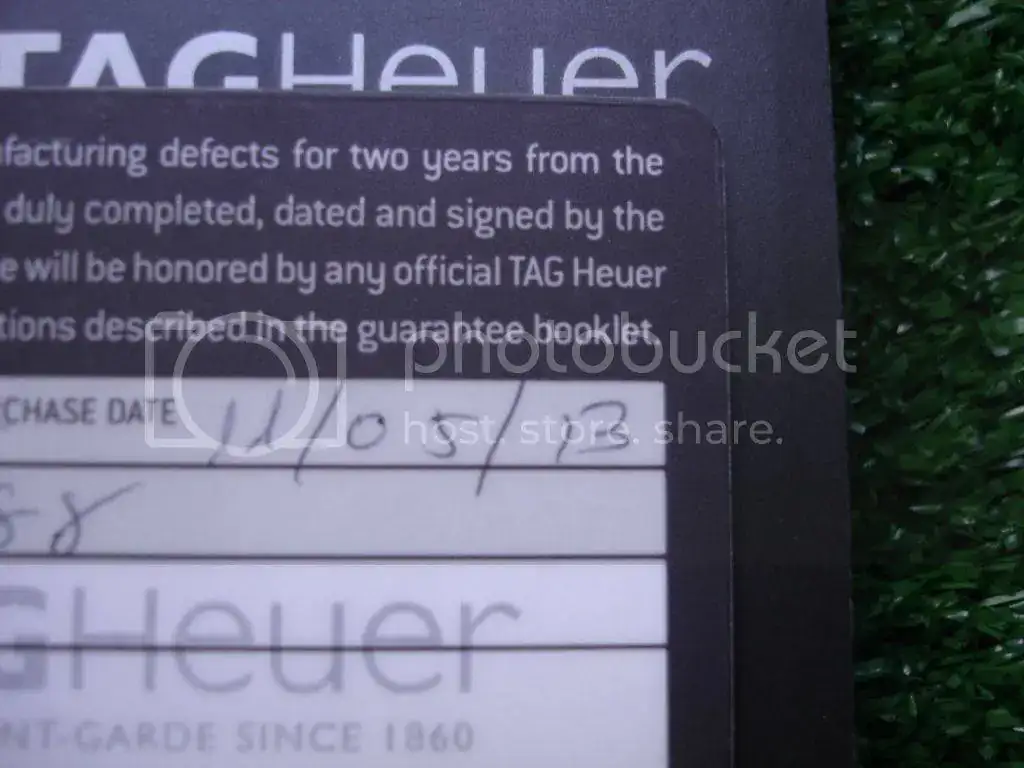 TAGHeuer
facturing defects for two years from the
duly completed, dated and signed by the
e will be honored by any official TAG Heuer
tions described in the guarantee booklet.
photobucket
host. store. share.
CHASE DATE 11/05/13
88
GHeuer
NT-GARDE SINCE 1860